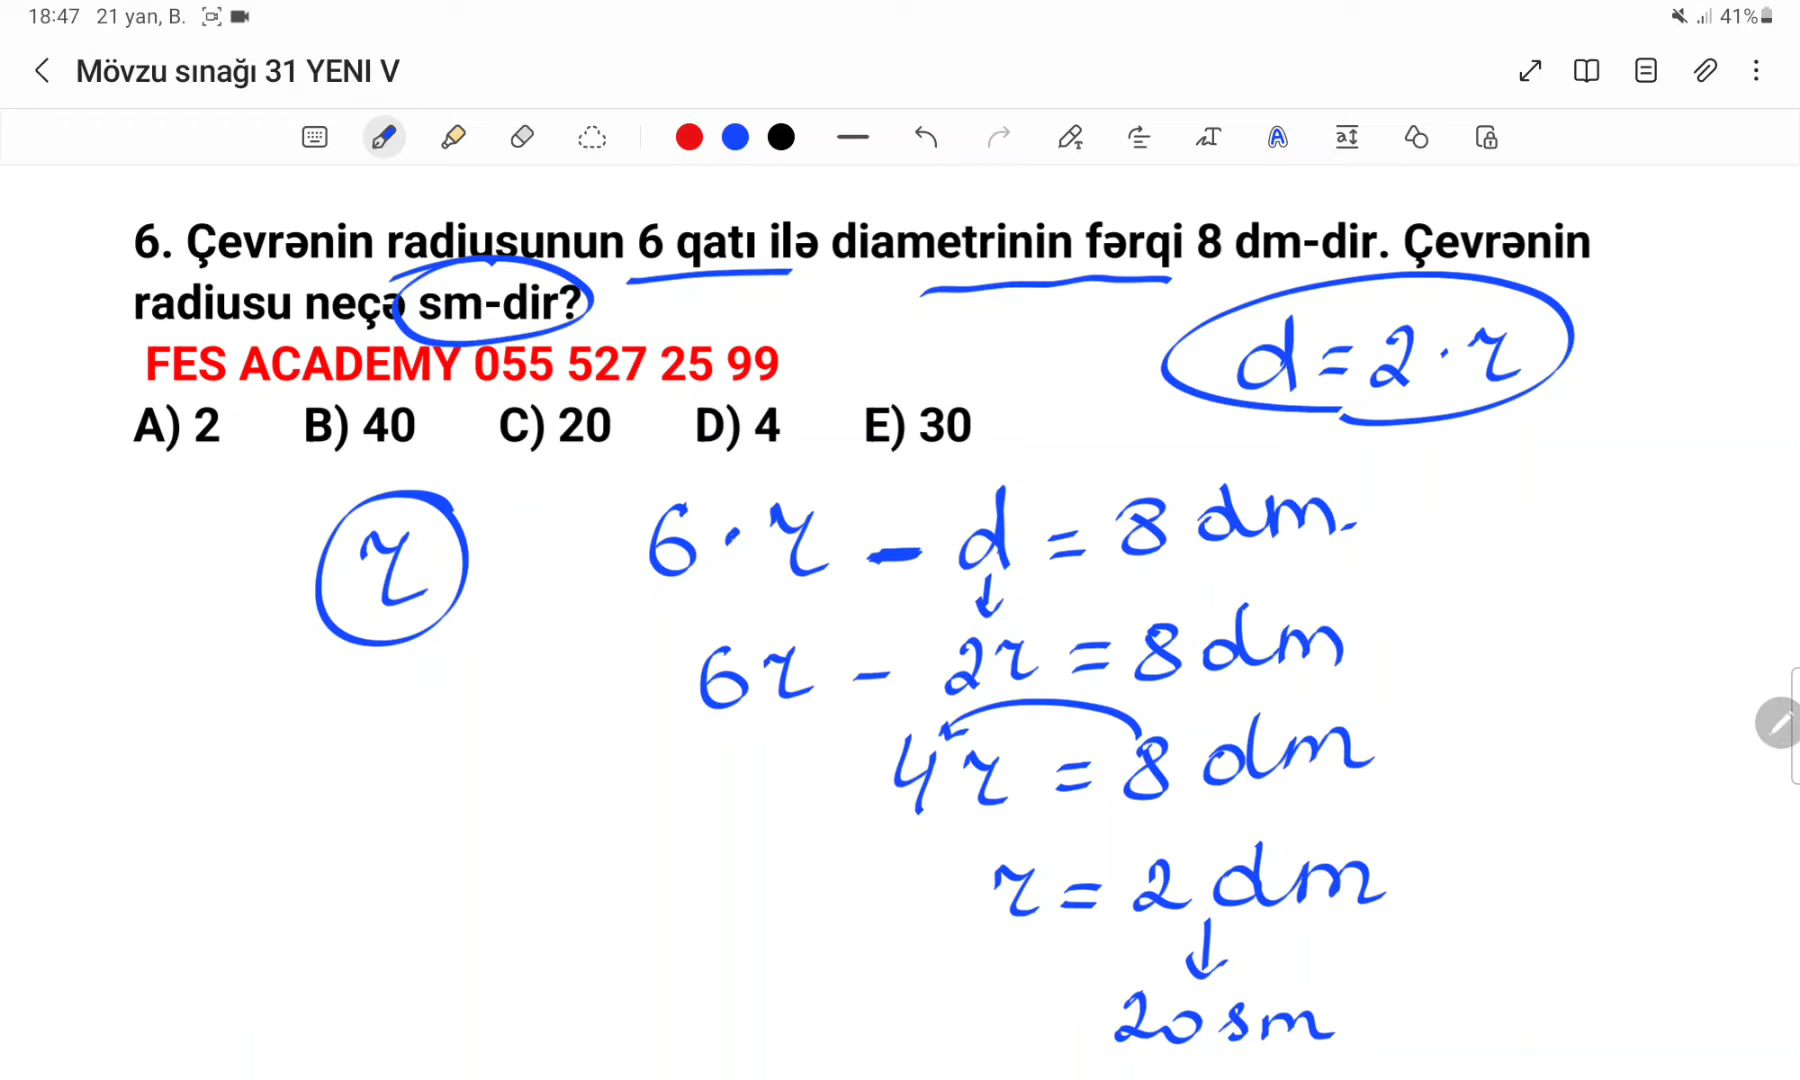 18:47 21 yan, B.
41%
Mövzu sınağı 31 YENI V
6. Çevrənin radiusunun 6 qatı ilə diametrinin fərqi 8 dm-dir. Çevrənin
radiusu neçə sm-dir?
d = 2 · r
FES ACADEMY 055 527 25 99
A) 2 B) 40 C) 20 D) 4 E) 30
r
6 · r - d = 8 dm.
6r - 2r = 8 dm
4r = 8 dm
r = 2 dm
20 sm